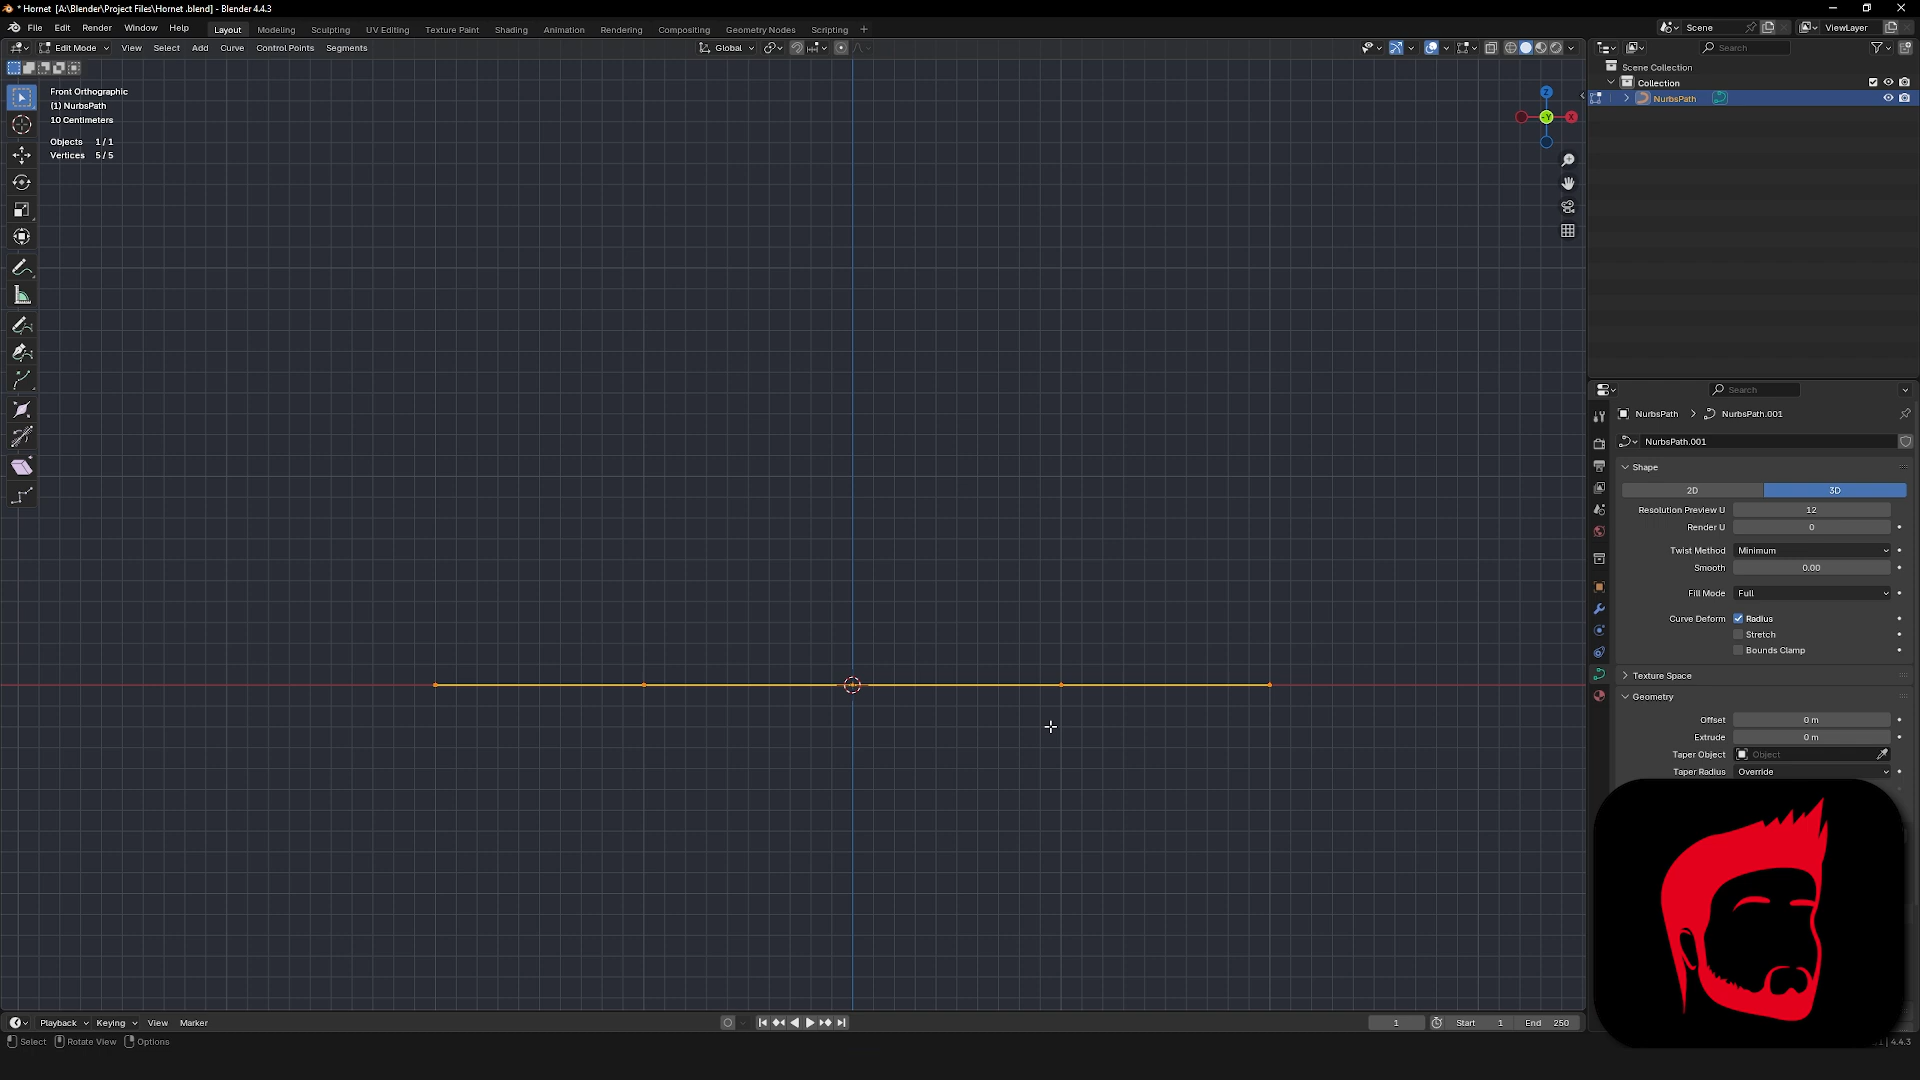 * Hornet  [A:\Blender\Project Files\Hornet .blend] - Blender 4.4.3
File Edit Render Window Help Layout Modeling Sculpting UV Editing Texture Paint Shading Animation Rendering Compositing Geometry Nodes Scripting + Scene ViewLayer
Edit Mode View Select Add Curve Control Points Segments Global Search
Front Orthographic
(1) NurbsPath
10 Centimeters
Objects 1/1
Vertices 5/5
Z
-Y
X
Scene Collection
Collection
NurbsPath
Search
NurbsPath > NurbsPath.001
NurbsPath.001
Shape
2D 3D
Resolution Preview U 12
Render U 0
Twist Method Minimum
Smooth 0.00
Fill Mode Full
Curve Deform Radius
Stretch
Bounds Clamp
Texture Space
Geometry
Offset 0 m
Extrude 0 m
Taper Object Object
Taper Radius Override
Playback Keying View Marker 1 Start 1 End 250
Select Rotate View Options 4.4.3